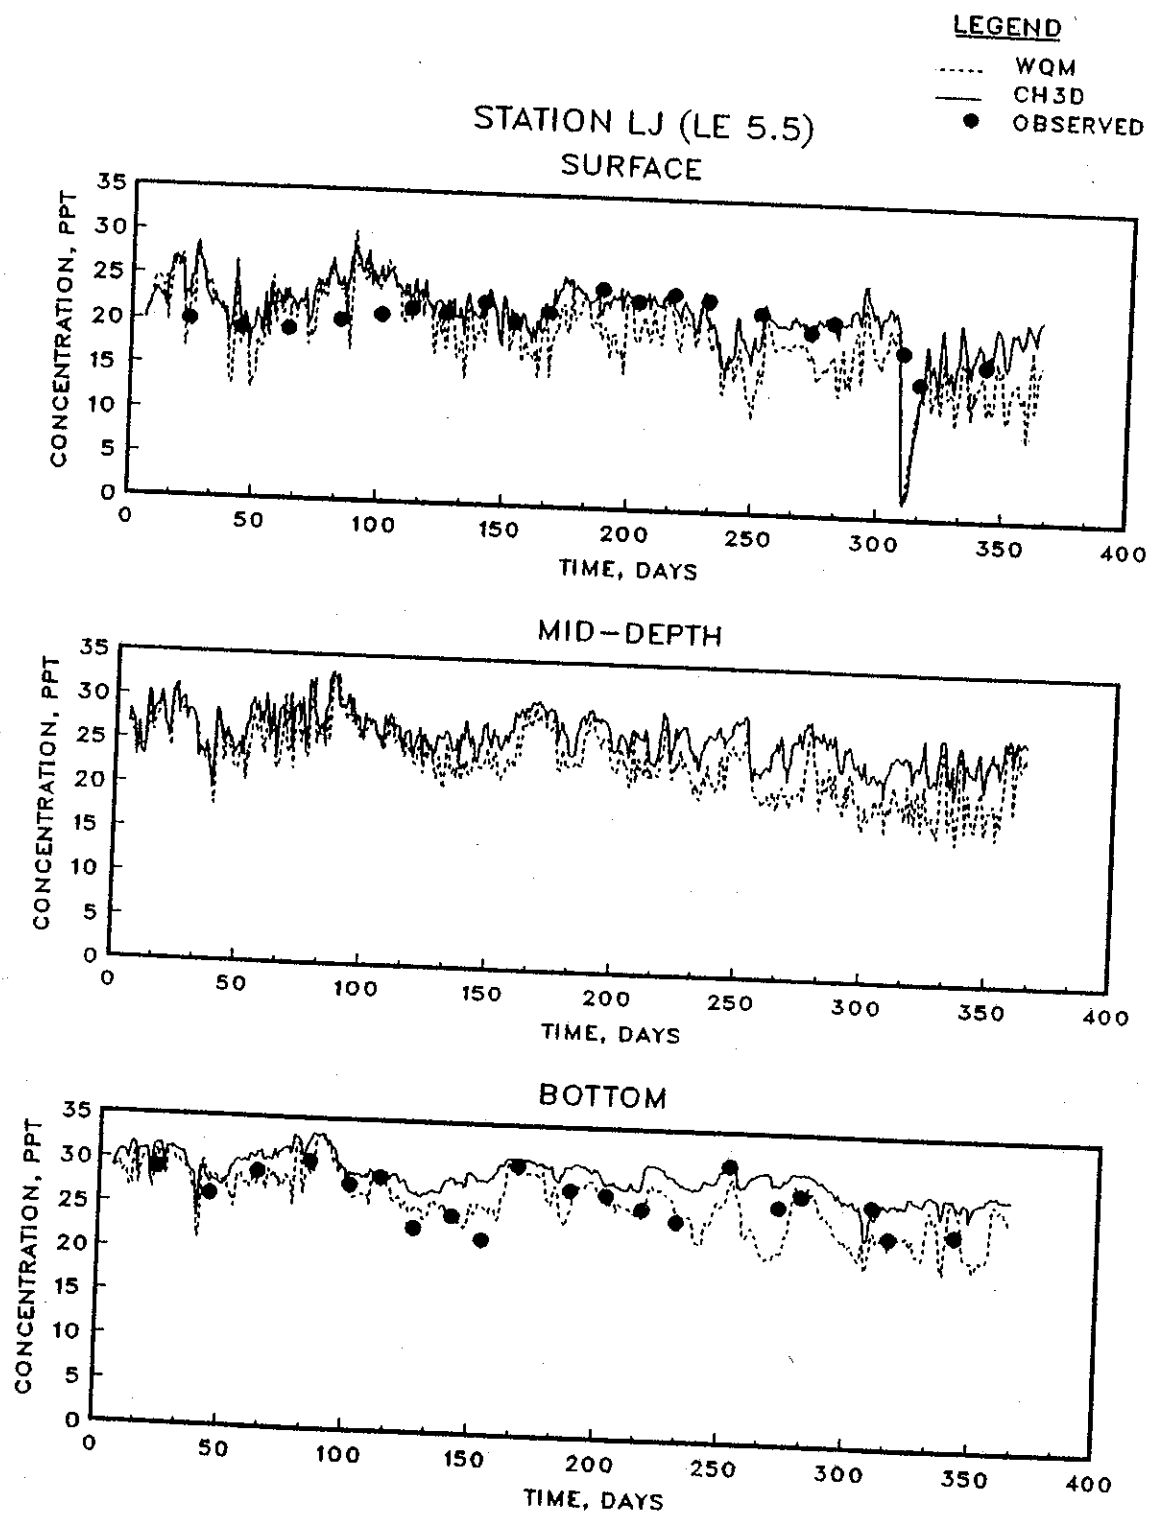 LEGEND
WQM
CH3D
OBSERVED
STATION LJ (LE 5.5)
SURFACE
CONCENTRATION, PPT
35
30
25
20
15
10
5
0
0 50 100 150 200 250 300 350 400
TIME, DAYS
MID-DEPTH
CONCENTRATION, PPT
35
30
25
20
15
10
5
0
0 50 100 150 200 250 300 350 400
TIME, DAYS
BOTTOM
CONCENTRATION, PPT
35
30
25
20
15
10
5
0
0 50 100 150 200 250 300 350 400
TIME, DAYS